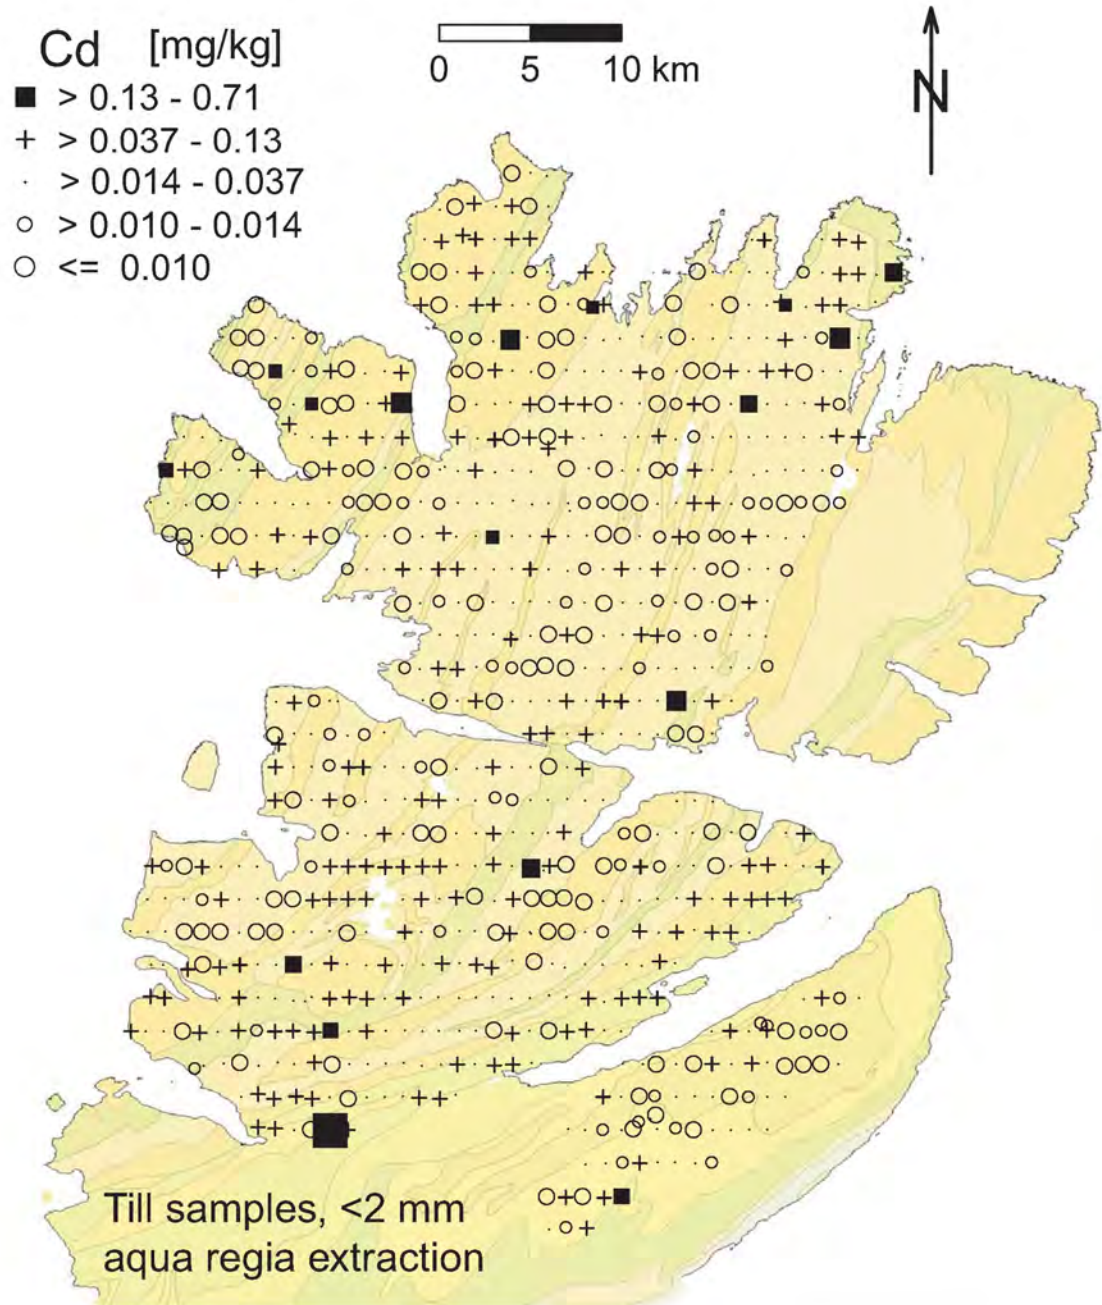 Cd [mg/kg]
> 0.13 - 0.71
> 0.037 - 0.13
> 0.014 - 0.037
> 0.010 - 0.014
<= 0.010
0 5 10 km
N
Till samples, <2 mm
aqua regia extraction